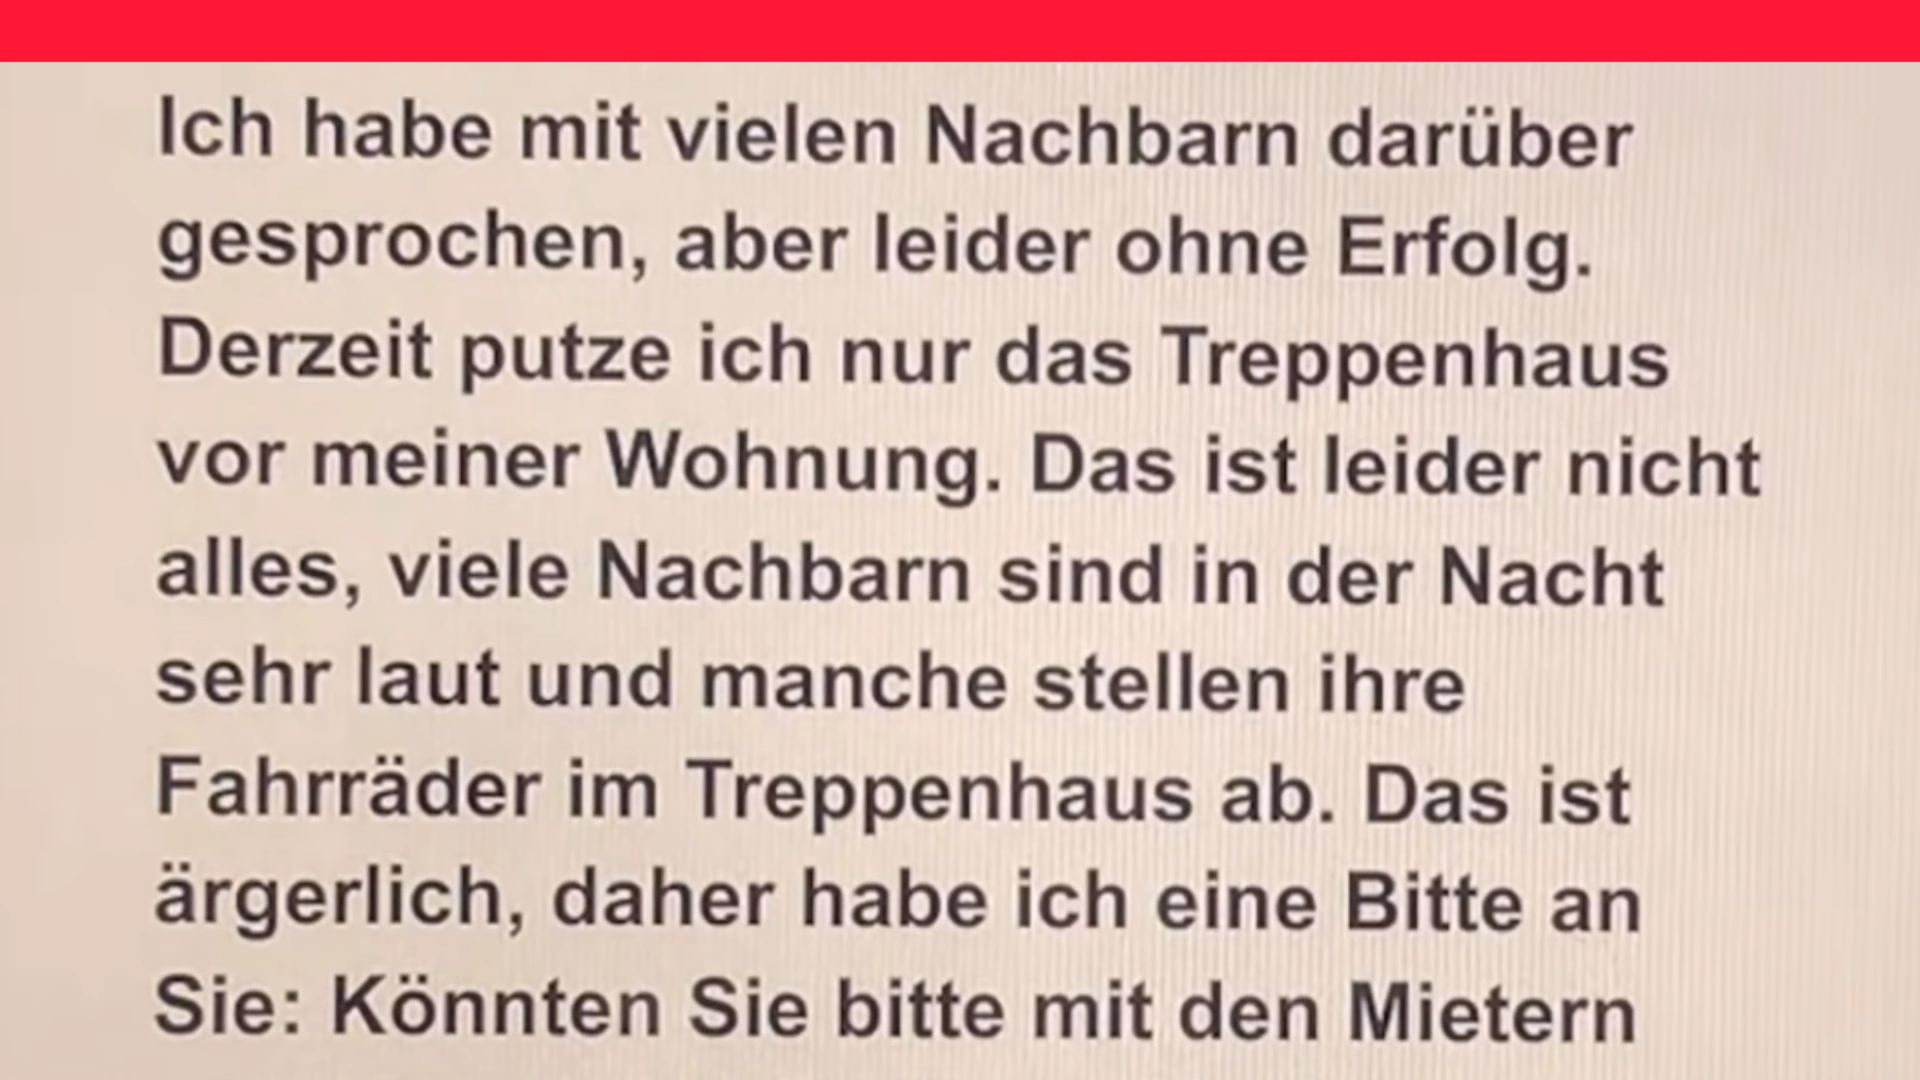 Ich habe mit vielen Nachbarn darüber
gesprochen, aber leider ohne Erfolg.
Derzeit putze ich nur das Treppenhaus
vor meiner Wohnung. Das ist leider nicht
alles, viele Nachbarn sind in der Nacht
sehr laut und manche stellen ihre
Fahrräder im Treppenhaus ab. Das ist
ärgerlich, daher habe ich eine Bitte an
Sie: Könnten Sie bitte mit den Mietern